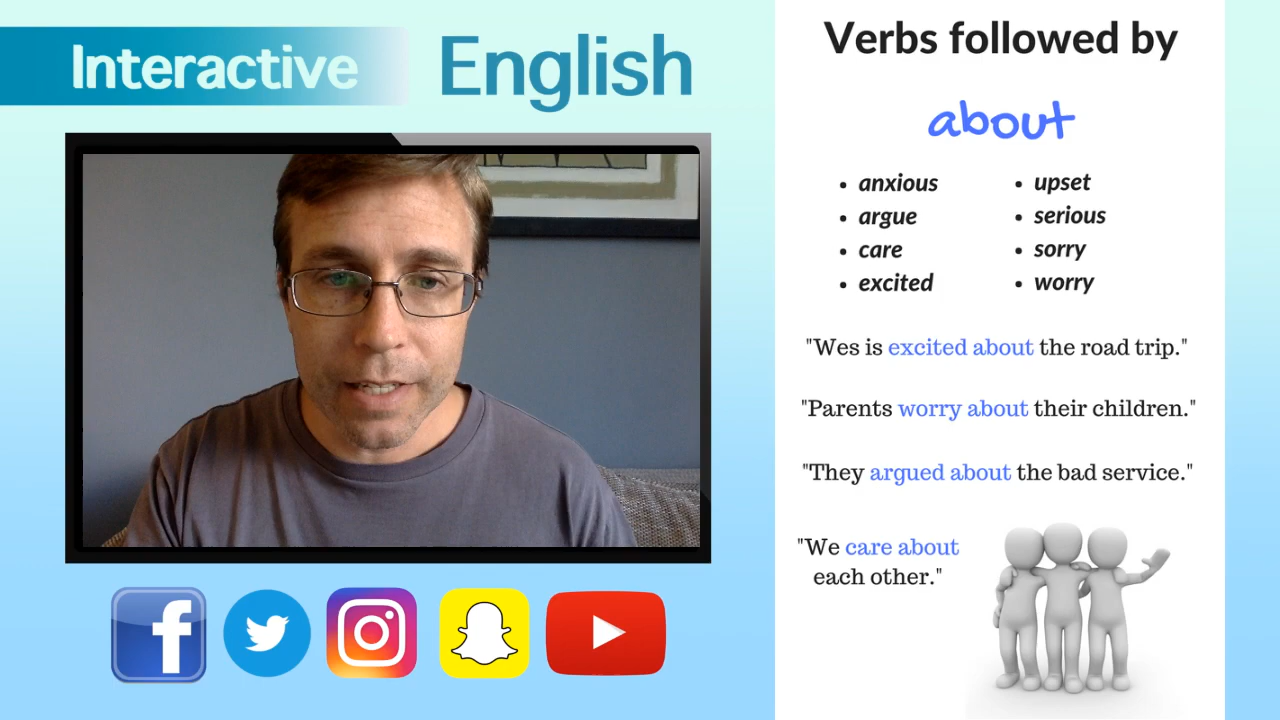 Interactive English
Verbs followed by
about
• anxious
• argue
• care
• excited
• upset
• serious
• sorry
• worry
"Wes is excited about the road trip."
"Parents worry about their children."
"They argued about the bad service."
"We care about
each other."